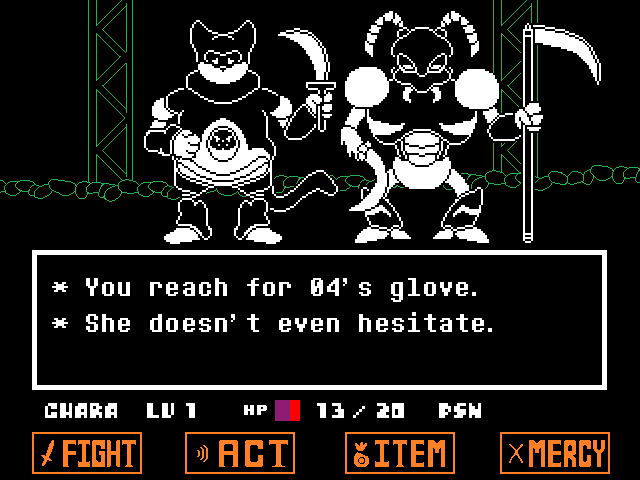 * You reach for 04's glove.
* She doesn't even hesitate.
CHARA LV 1 HP 13 / 20 PSN
FIGHT ACT ITEM MERCY